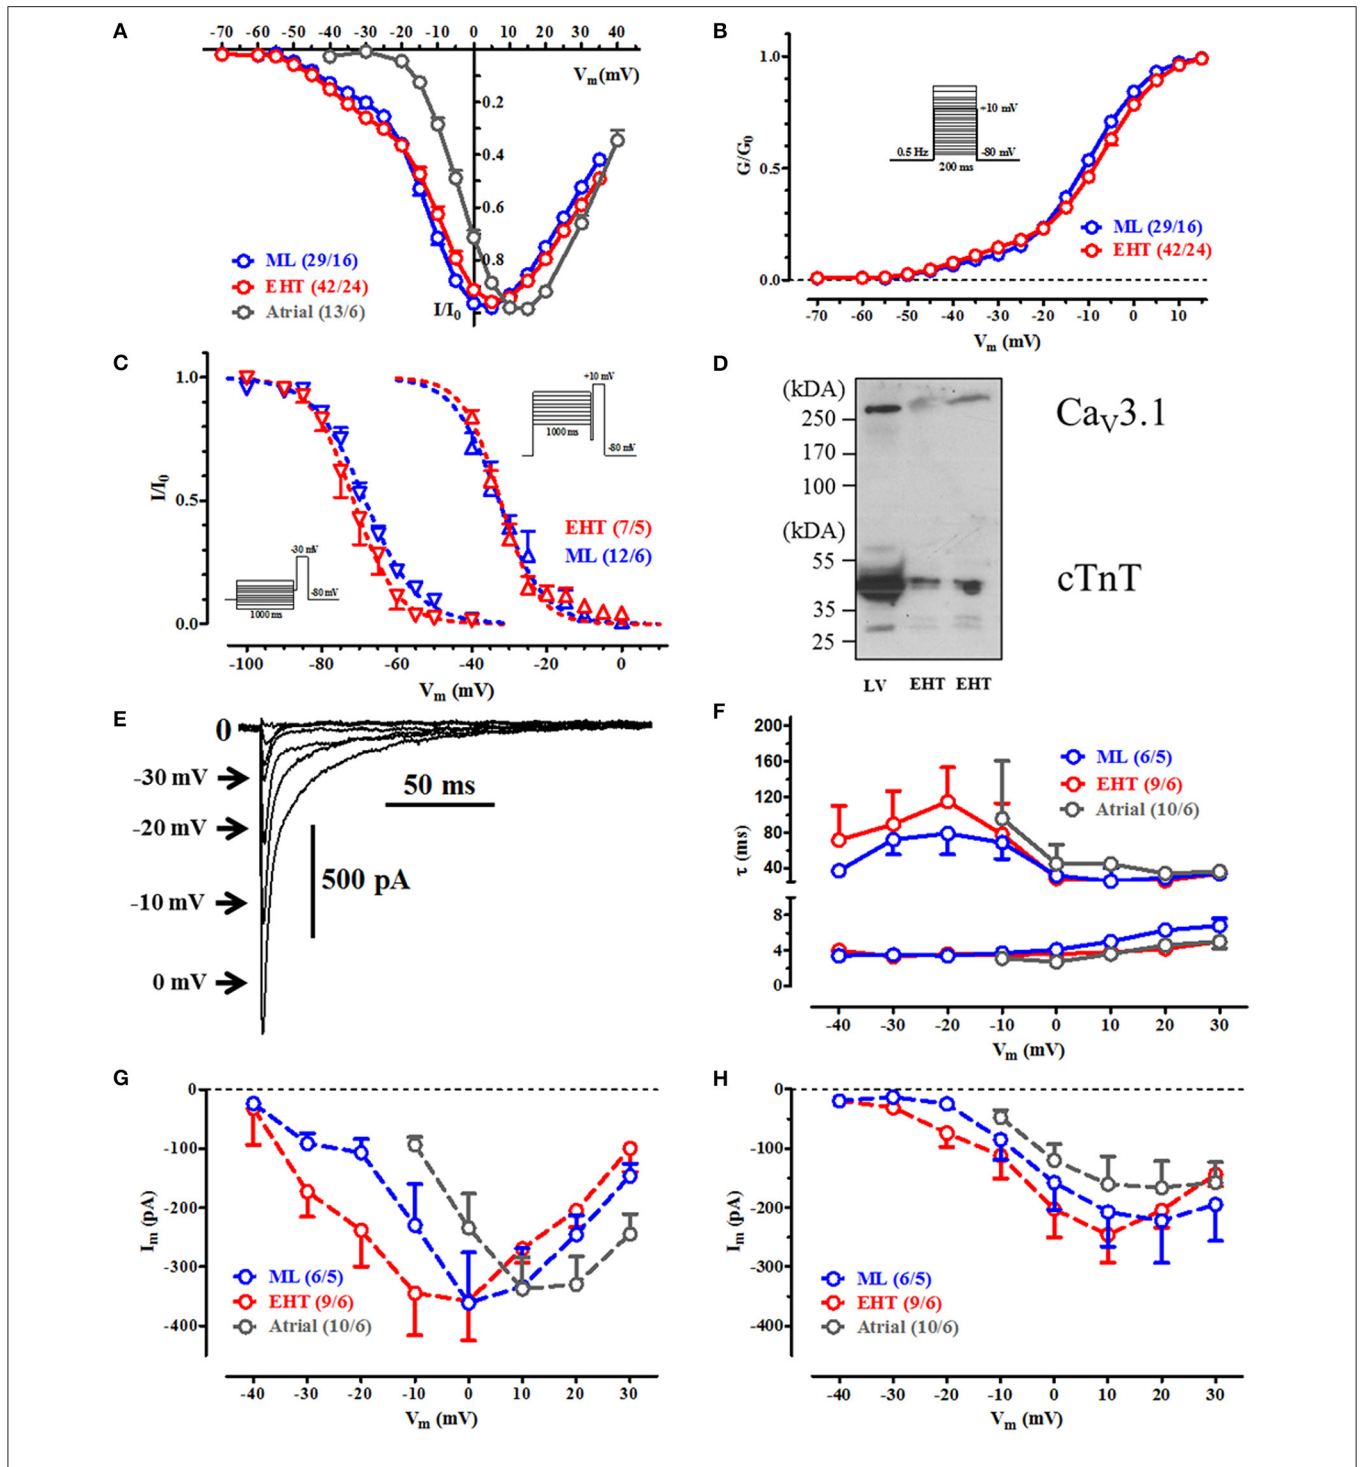 A
-70 -60 -50 -40 -30 -20 -10 0 10 20 30 40
Vm (mV)
0.2
0.4
0.6
0.8
I/I0
ML (29/16)
EHT (42/24)
Atrial (13/6)
B
1.0
0.5
0.0
G/G0
+10 mV
0.5 Hz
-80 mV
200 ms
ML (29/16)
EHT (42/24)
-70 -60 -50 -40 -30 -20 -10 0 10
Vm (mV)
C
1.0
0.5
0.0
I/I0
+10 mV
1000 ms
-80 mV
EHT (7/5)
ML (12/6)
-30 mV
-80 mV
1000 ms
-100 -80 -60 -40 -20 0
Vm (mV)
D
(kDA)
250
170
100
(kDA)
55
35
25
CaV3.1
cTnT
LV EHT EHT
E
0
-30 mV
-20 mV
-10 mV
0 mV
50 ms
500 pA
F
200
160
120
80
40
8
4
0
τ (ms)
ML (6/5)
EHT (9/6)
Atrial (10/6)
-40 -30 -20 -10 0 10 20 30
Vm (mV)
G
0
-100
-200
-300
-400
Im (pA)
ML (6/5)
EHT (9/6)
Atrial (10/6)
-40 -30 -20 -10 0 10 20 30
Vm (mV)
H
0
-100
-200
-300
-400
Im (pA)
ML (6/5)
EHT (9/6)
Atrial (10/6)
-40 -30 -20 -10 0 10 20 30
Vm (mV)